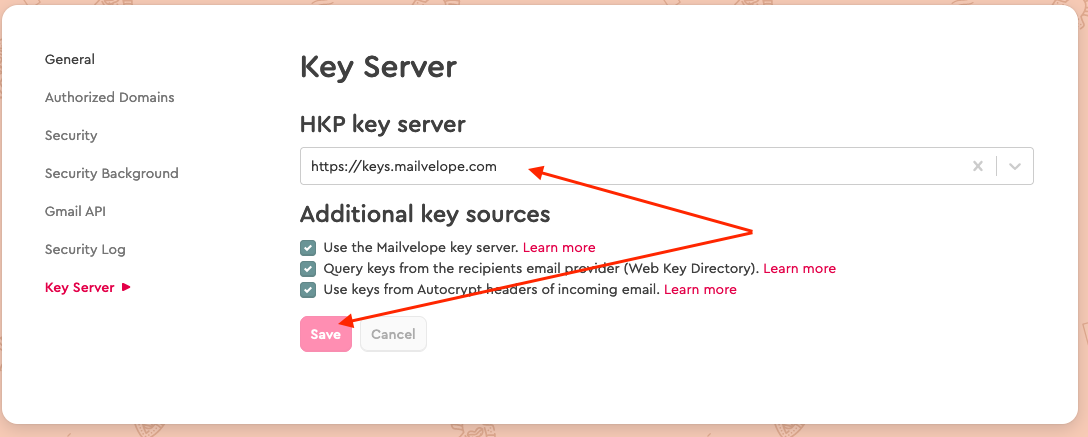 General
Authorized Domains
Security
Security Background
Gmail API
Security Log
Key Server
Key Server
HKP key server
https://keys.mailvelope.com
Additional key sources
Use the Mailvelope key server. Learn more
Query keys from the recipients email provider (Web Key Directory). Learn more
Use keys from Autocrypt headers of incoming email. Learn more
Save Cancel